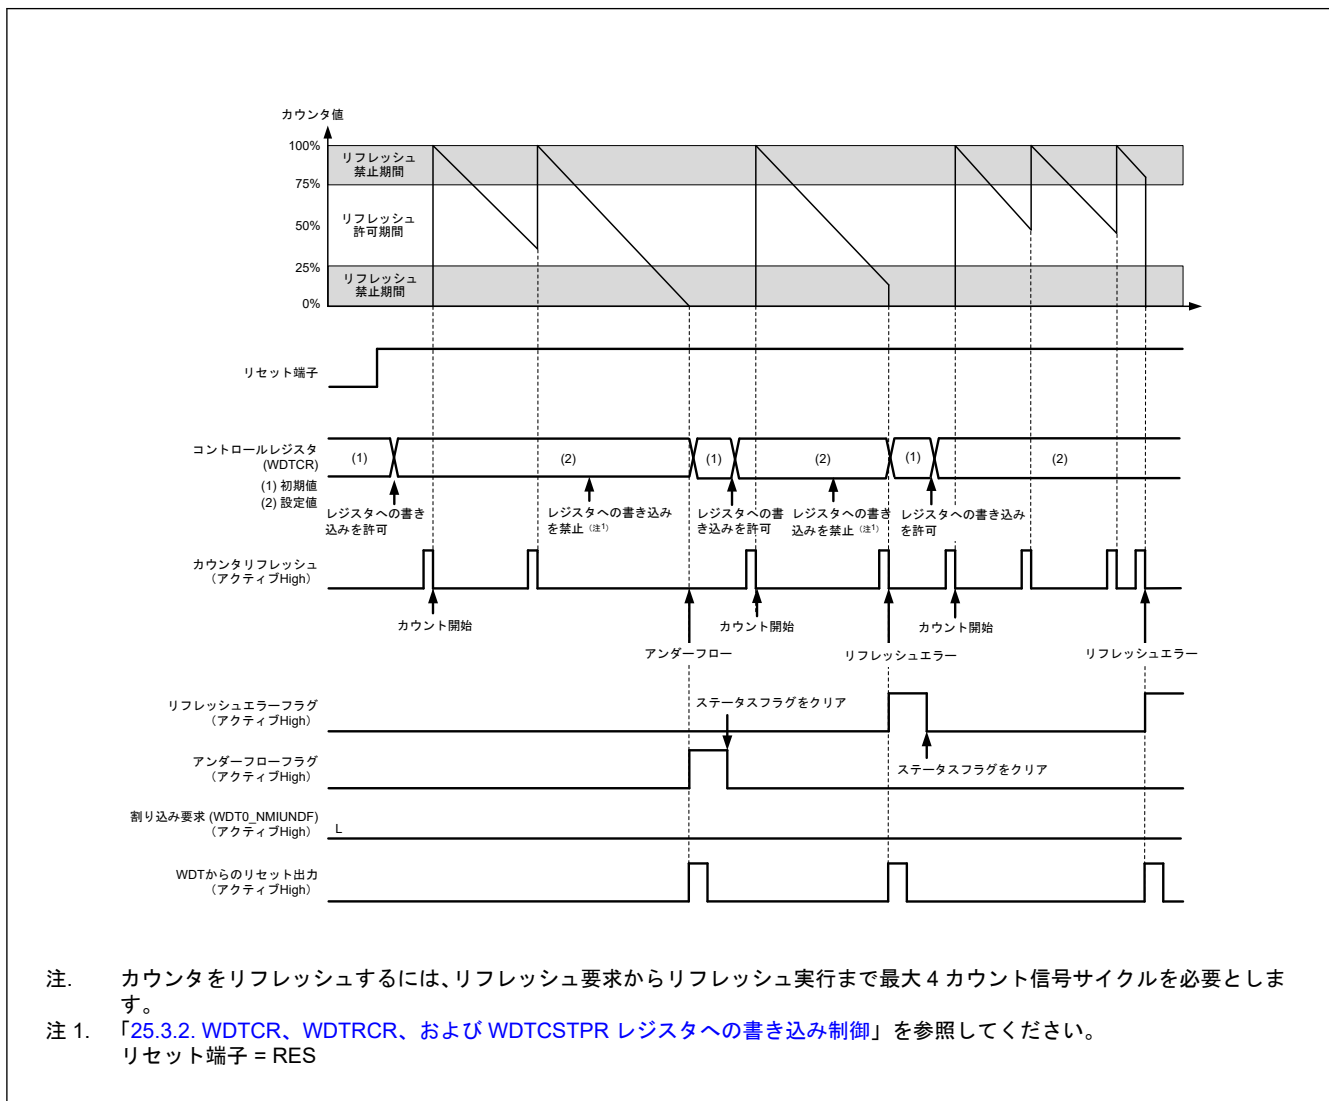 カウンタ値
100%
リフレッシュ
禁止期間
75%
リフレッシュ
許可期間
50%
25%
リフレッシュ
禁止期間
0%
リセット端子
コントロールレジスタ
(WDTCR)
(1) 初期値
(2) 設定値
(1)
(2)
(1)
(2)
(1)
(2)
レジスタへの書き
込みを許可
レジスタへの書き込み
を禁止（注1）
レジスタへの書
き込みを許可
レジスタへの書き
込みを禁止（注1）
レジスタへの書き込み
を許可
カウンタリフレッシュ
（アクティブHigh）
カウント開始
カウント開始
カウント開始
アンダーフロー
リフレッシュエラー
リフレッシュエラー
リフレッシュエラーフラグ
（アクティブHigh）
ステータスフラグをクリア
アンダーフローフラグ
（アクティブHigh）
ステータスフラグをクリア
割り込み要求 (WDT0_NMIUNDF)
（アクティブHigh）
L
WDTからのリセット出力
（アクティブHigh）
注. カウンタをリフレッシュするには、リフレッシュ要求からリフレッシュ実行まで最大 4 カウント信号サイクルを必要としま
す。
注 1. 「25.3.2. WDTCR、WDTRCR、および WDTCSTPR レジスタへの書き込み制御」を参照してください。
リセット端子 = RES